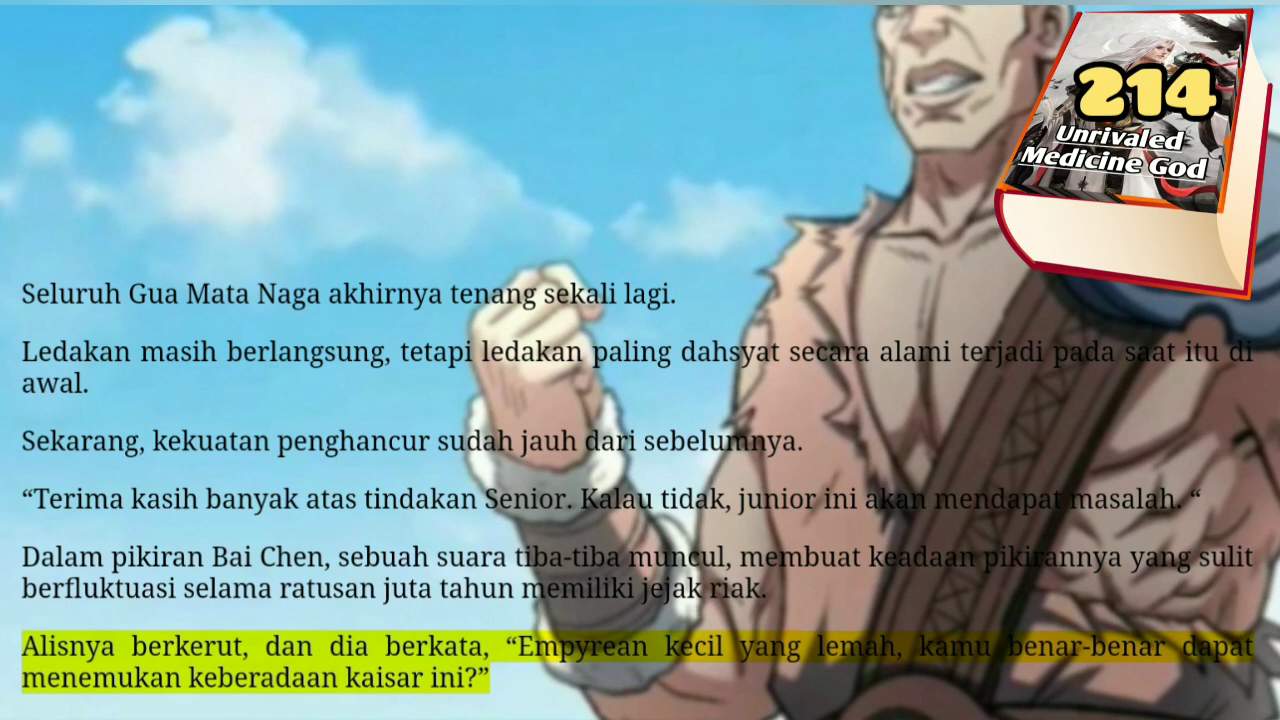 214
Unrivaled
Medicine God
Seluruh Gua Mata Naga akhirnya tenang sekali lagi.
Ledakan masih berlangsung, tetapi ledakan paling dahsyat secara alami terjadi pada saat itu di
awal.
Sekarang, kekuatan penghancur sudah jauh dari sebelumnya.
“Terima kasih banyak atas tindakan Senior. Kalau tidak, junior ini akan mendapat masalah. “
Dalam pikiran Bai Chen, sebuah suara tiba-tiba muncul, membuat keadaan pikirannya yang sulit
berfluktuasi selama ratusan juta tahun memiliki jejak riak.
Alisnya berkerut, dan dia berkata, “Empyrean kecil yang lemah, kamu benar-benar dapat
menemukan keberadaan kaisar ini?”